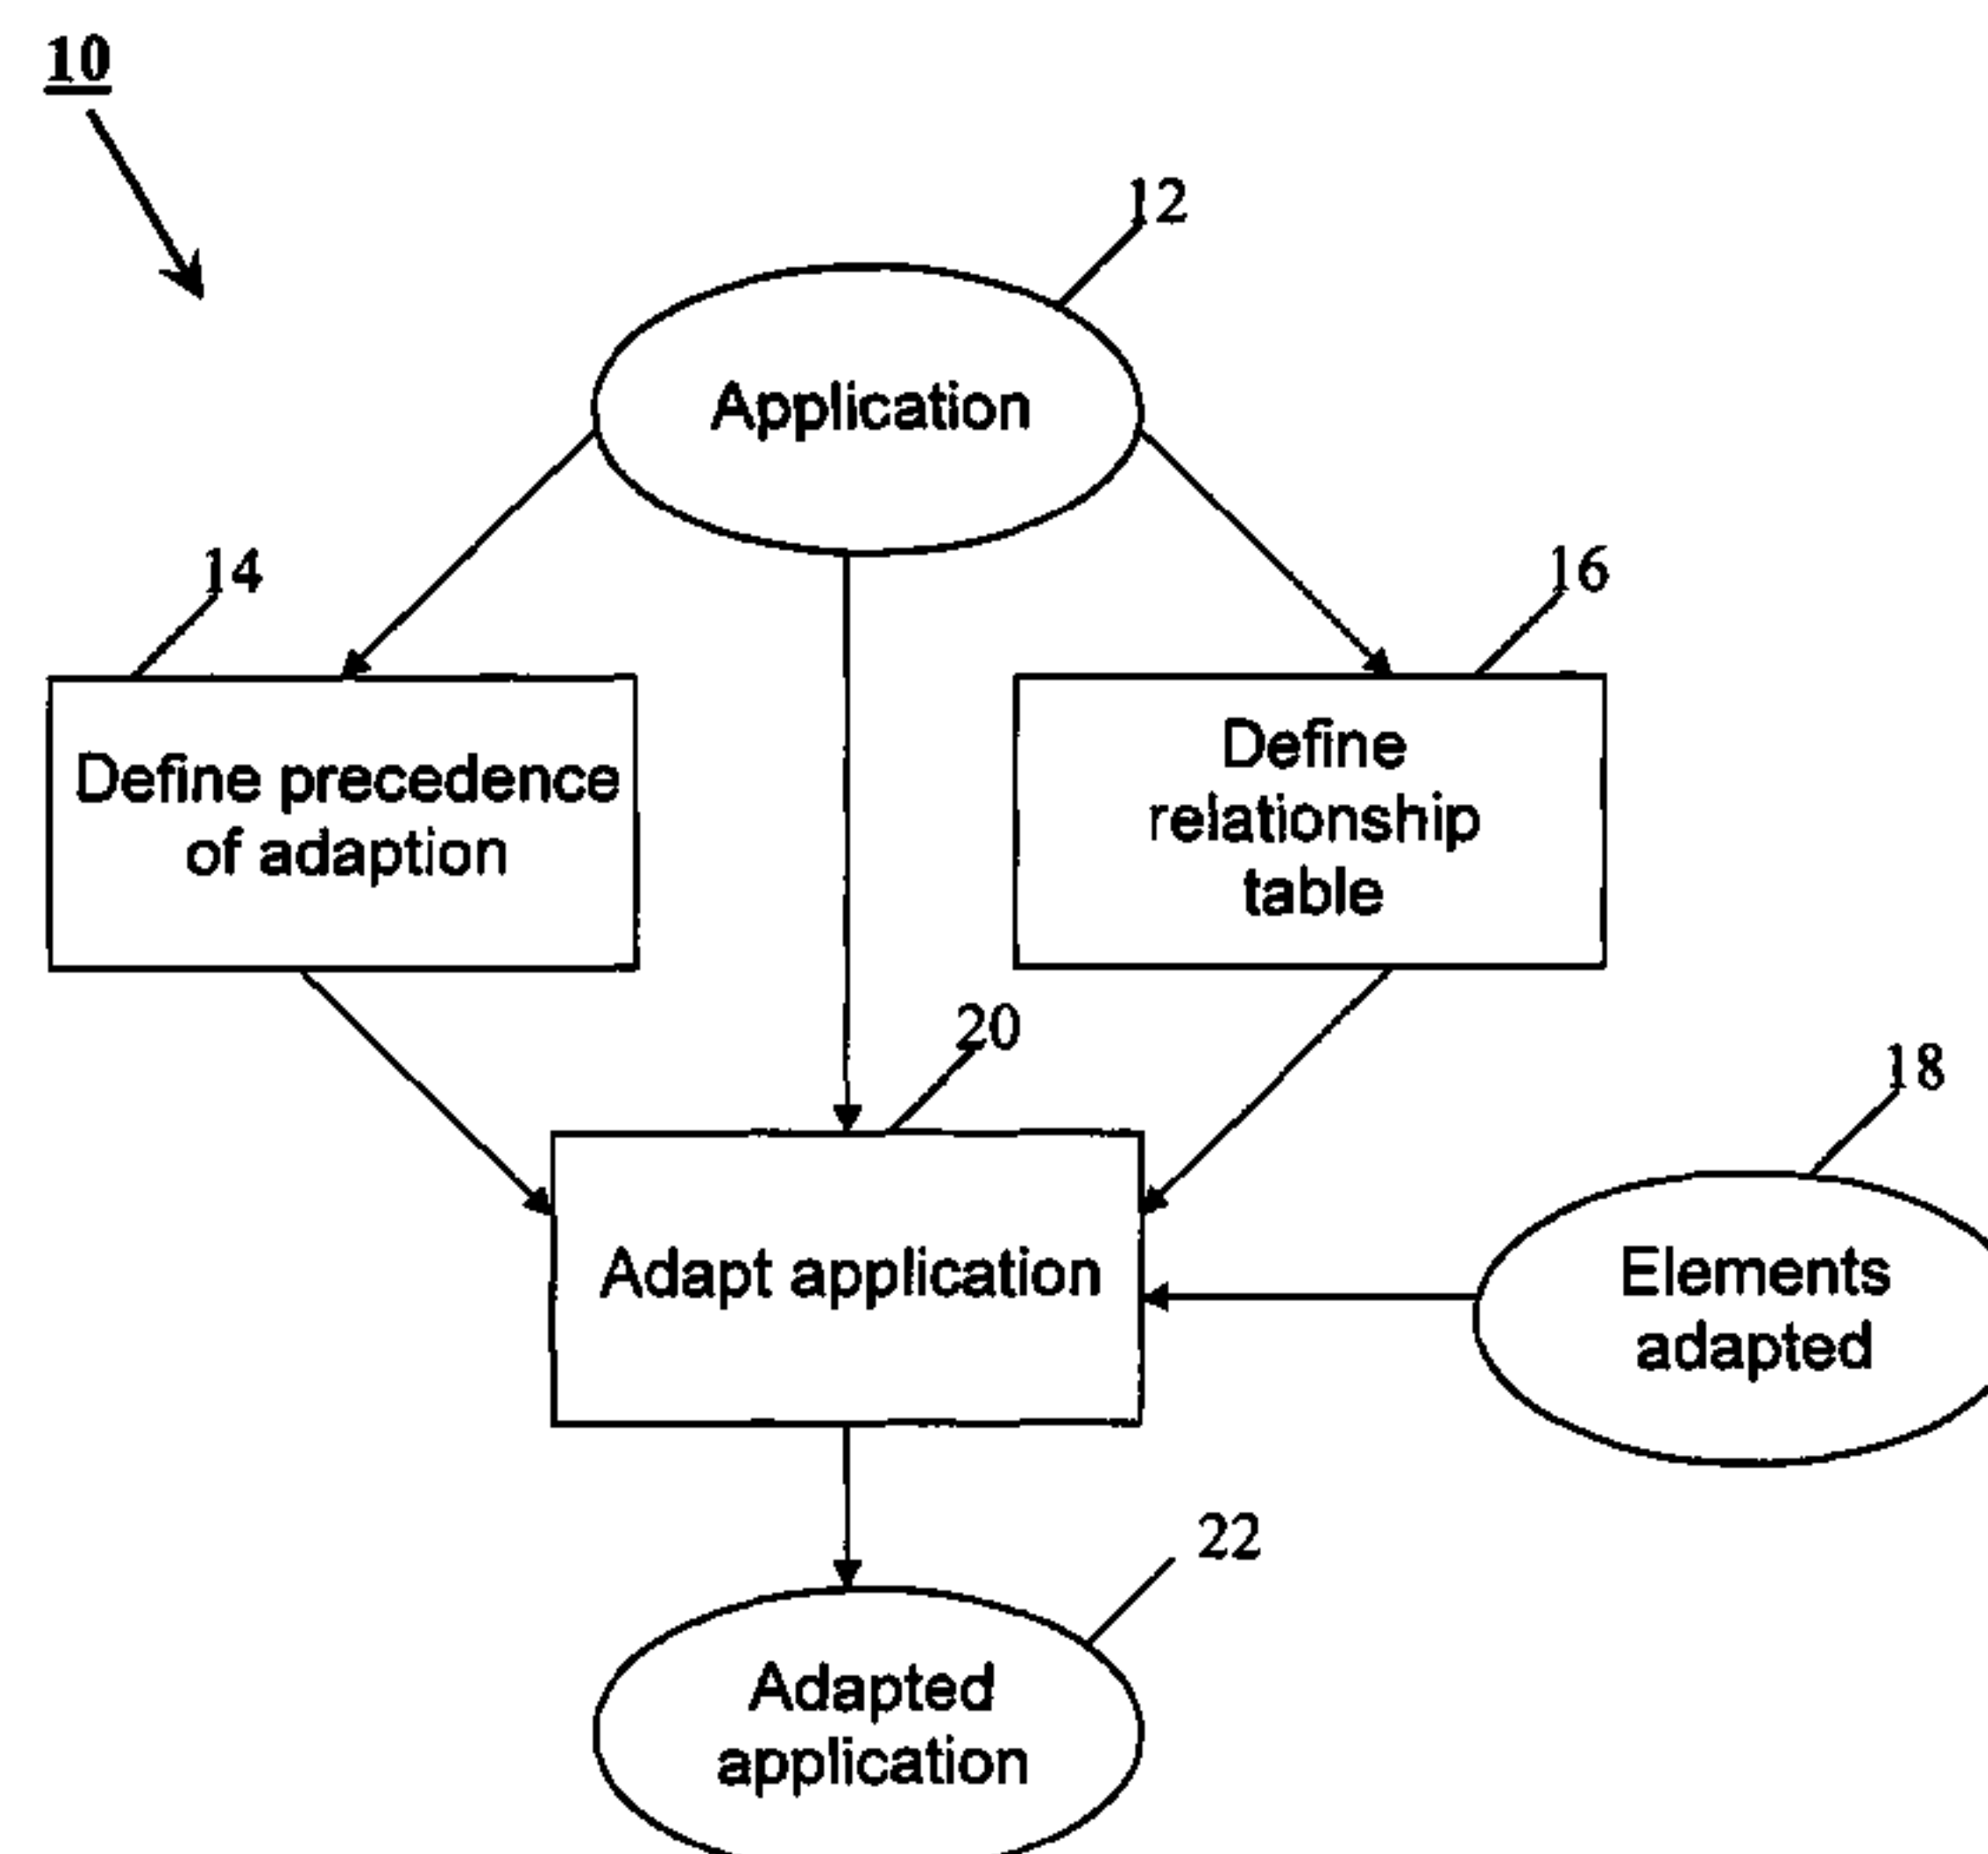 10
12
Application
14
16
Define precedence
of adaption
Define
relationship
table
20
18
Adapt application
Elements
adapted
22
Adapted
application